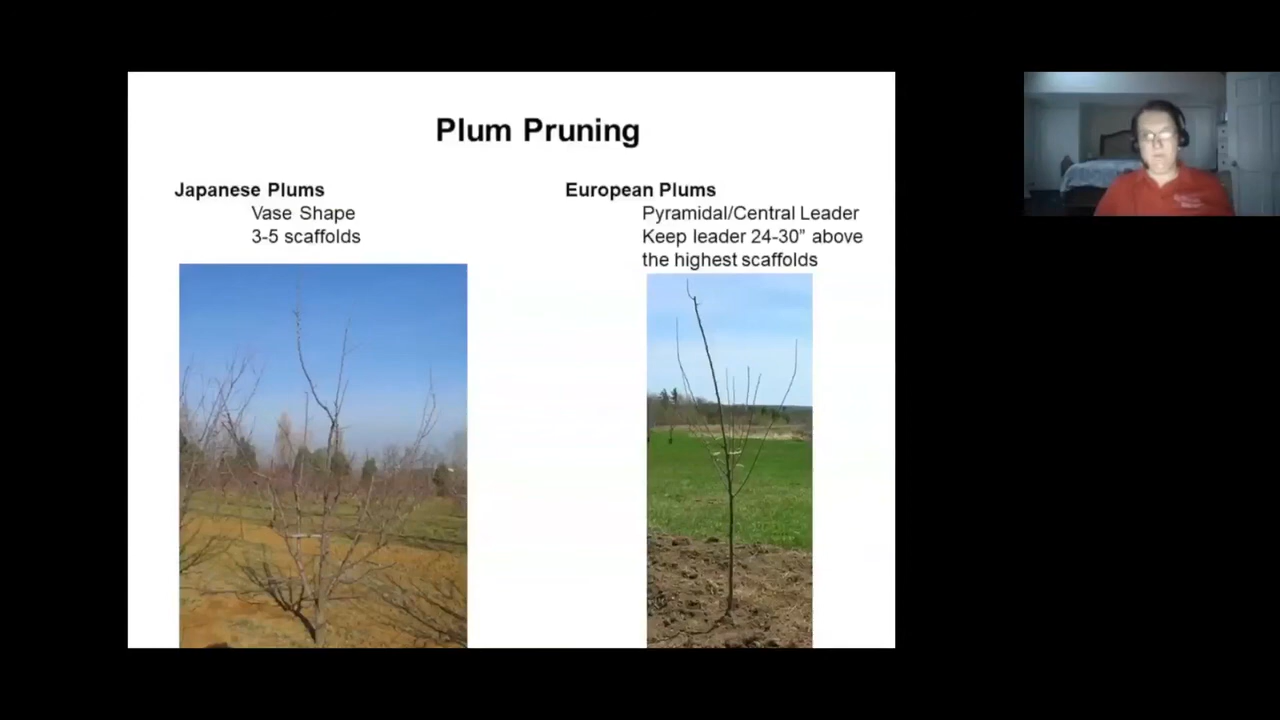 Plum Pruning
Japanese Plums
Vase Shape
3-5 scaffolds
European Plums
Pyramidal/Central Leader
Keep leader 24-30” above
the highest scaffolds